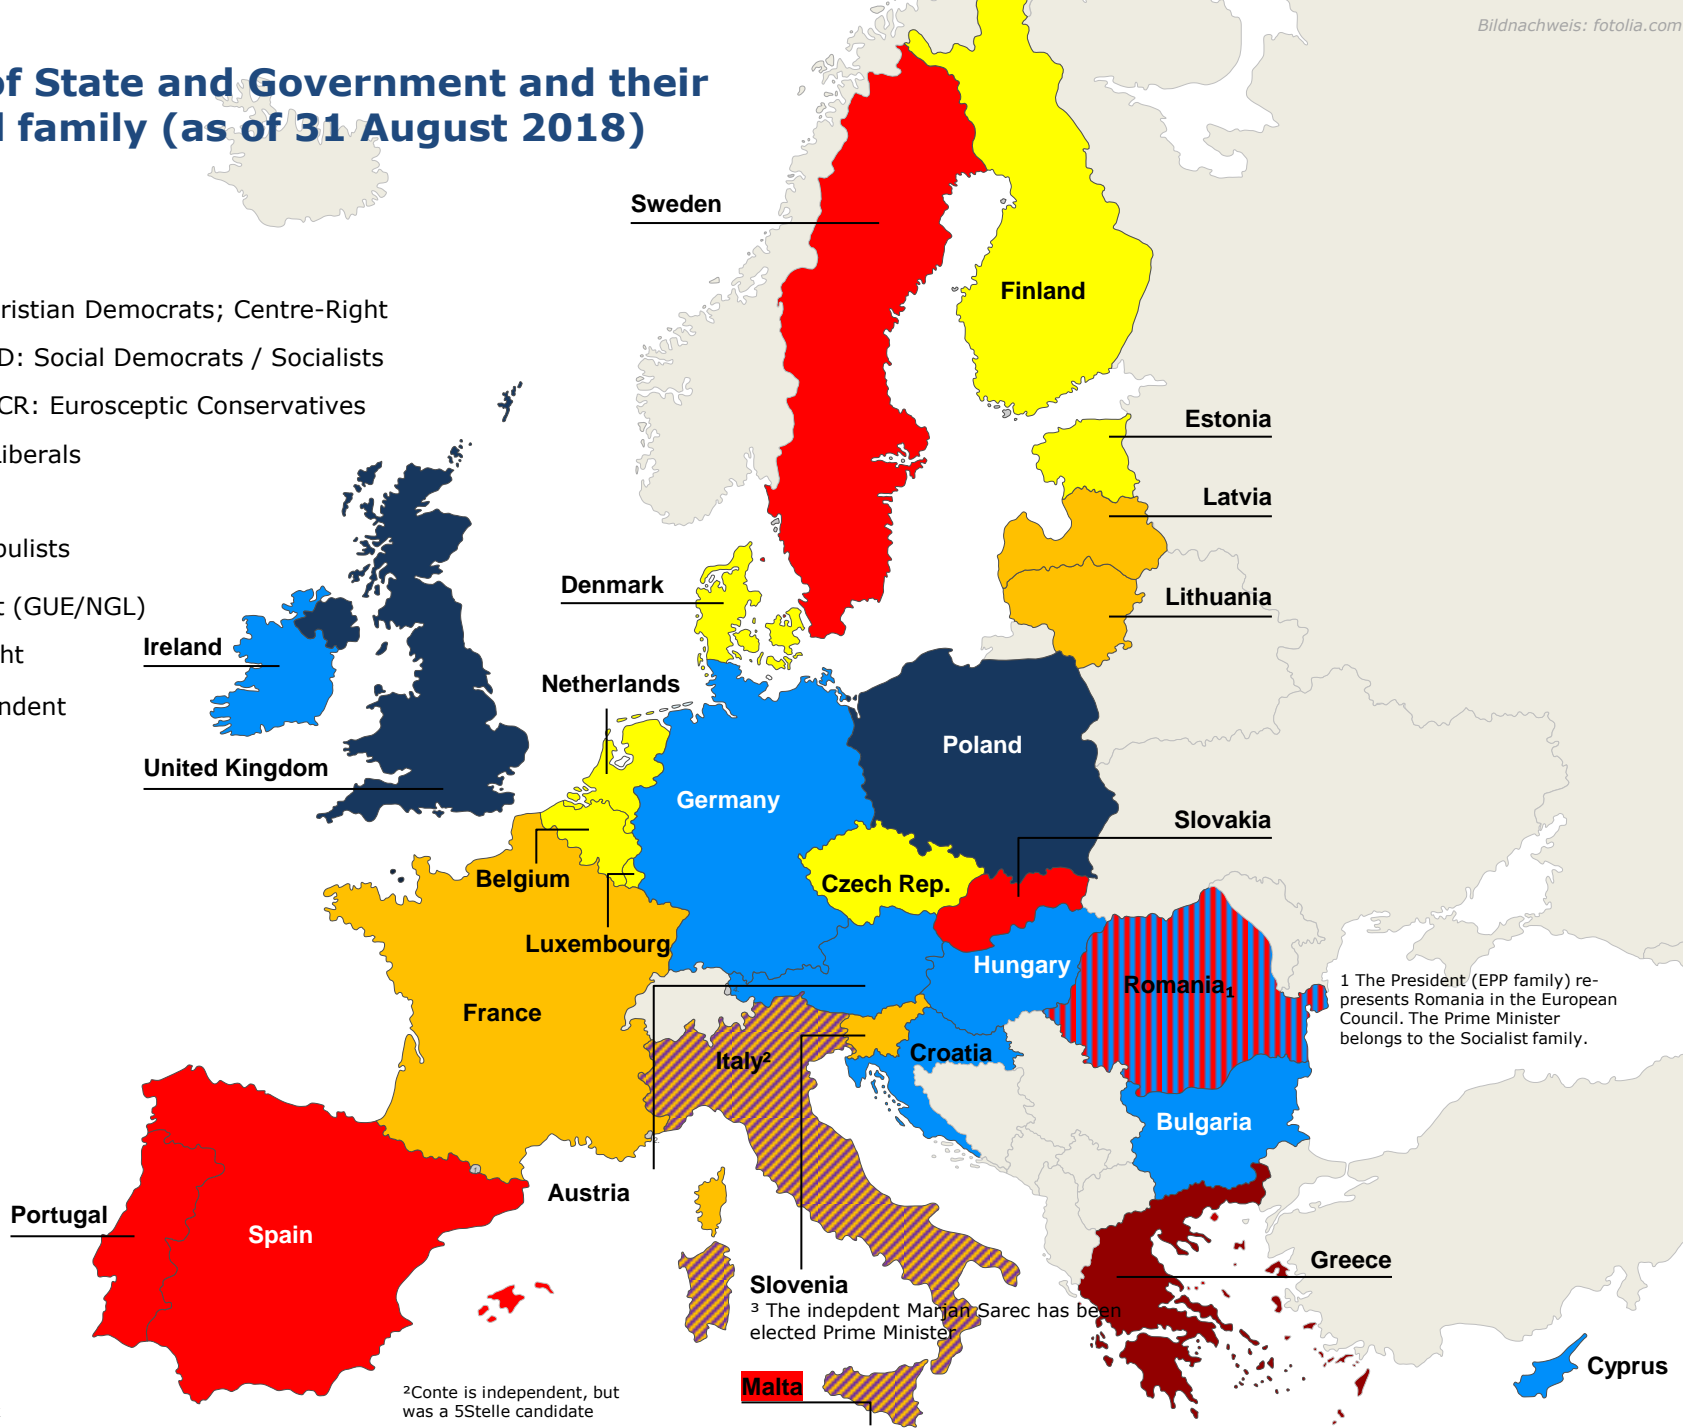 Bildnachweis: fotolia.com
of State and Government and their
family (as of 31 August 2018)
ristian Democrats; Centre-Right
D: Social Democrats / Socialists
CR: Eurosceptic Conservatives
iberals
pulists
t (GUE/NGL)
ht
ndent
Sweden
Finland
Estonia
Latvia
Lithuania
Denmark
Ireland
Netherlands
United Kingdom
Poland
Germany
Slovakia
Belgium
Czech Rep.
Luxembourg
Hungary
Romania₁
1 The President (EPP family) re-
presents Romania in the European
Council. The Prime Minister
belongs to the Socialist family.
France
Italy²
Croatia
Bulgaria
Austria
Portugal
Spain
Greece
Slovenia
³ The indepdent Marjan Sarec has been
elected Prime Minister
Cyprus
Malta
²Conte is independent, but
was a 5Stelle candidate